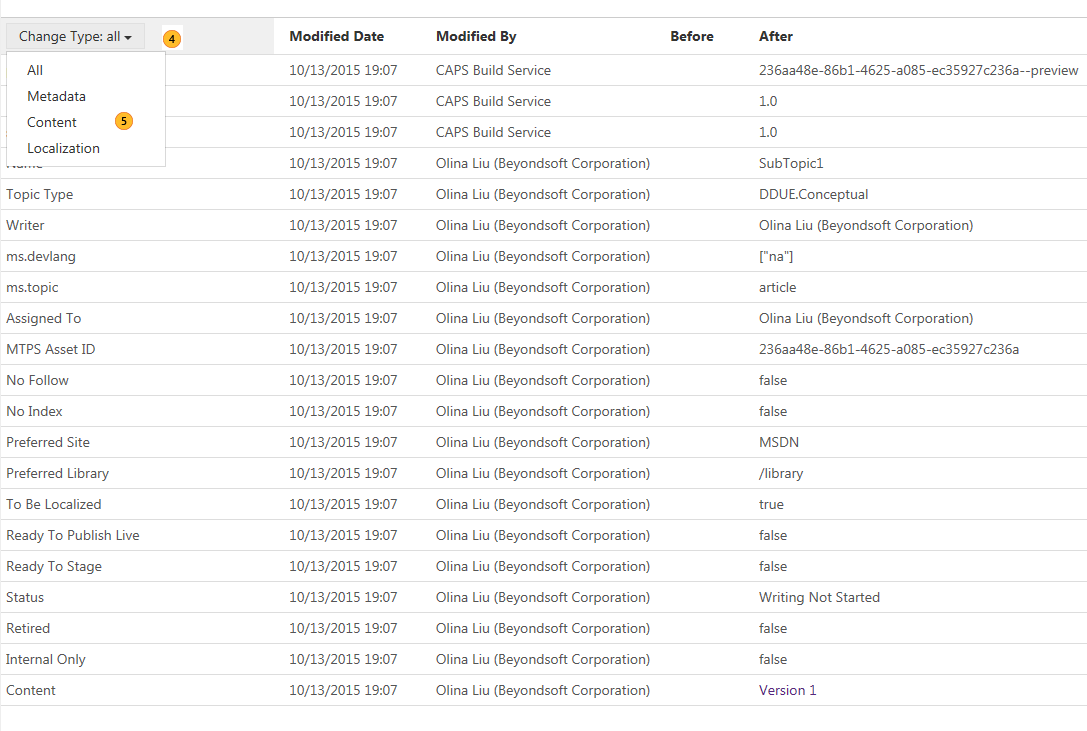 Change Type: all 4 Modified Date Modified By Before After
All 10/13/2015 19:07 CAPS Build Service 236aa48e-86b1-4625-a085-ec35927c236a--preview
Metadata 10/13/2015 19:07 CAPS Build Service 1.0
Content 5 10/13/2015 19:07 CAPS Build Service 1.0
Localization
Name 10/13/2015 19:07 Olina Liu (Beyondsoft Corporation) SubTopic1
Topic Type 10/13/2015 19:07 Olina Liu (Beyondsoft Corporation) DDUE.Conceptual
Writer 10/13/2015 19:07 Olina Liu (Beyondsoft Corporation) Olina Liu (Beyondsoft Corporation)
ms.devlang 10/13/2015 19:07 Olina Liu (Beyondsoft Corporation) ["na"]
ms.topic 10/13/2015 19:07 Olina Liu (Beyondsoft Corporation) article
Assigned To 10/13/2015 19:07 Olina Liu (Beyondsoft Corporation) Olina Liu (Beyondsoft Corporation)
MTPS Asset ID 10/13/2015 19:07 Olina Liu (Beyondsoft Corporation) 236aa48e-86b1-4625-a085-ec35927c236a
No Follow 10/13/2015 19:07 Olina Liu (Beyondsoft Corporation) false
No Index 10/13/2015 19:07 Olina Liu (Beyondsoft Corporation) false
Preferred Site 10/13/2015 19:07 Olina Liu (Beyondsoft Corporation) MSDN
Preferred Library 10/13/2015 19:07 Olina Liu (Beyondsoft Corporation) /library
To Be Localized 10/13/2015 19:07 Olina Liu (Beyondsoft Corporation) true
Ready To Publish Live 10/13/2015 19:07 Olina Liu (Beyondsoft Corporation) false
Ready To Stage 10/13/2015 19:07 Olina Liu (Beyondsoft Corporation) false
Status 10/13/2015 19:07 Olina Liu (Beyondsoft Corporation) Writing Not Started
Retired 10/13/2015 19:07 Olina Liu (Beyondsoft Corporation) false
Internal Only 10/13/2015 19:07 Olina Liu (Beyondsoft Corporation) false
Content 10/13/2015 19:07 Olina Liu (Beyondsoft Corporation) Version 1